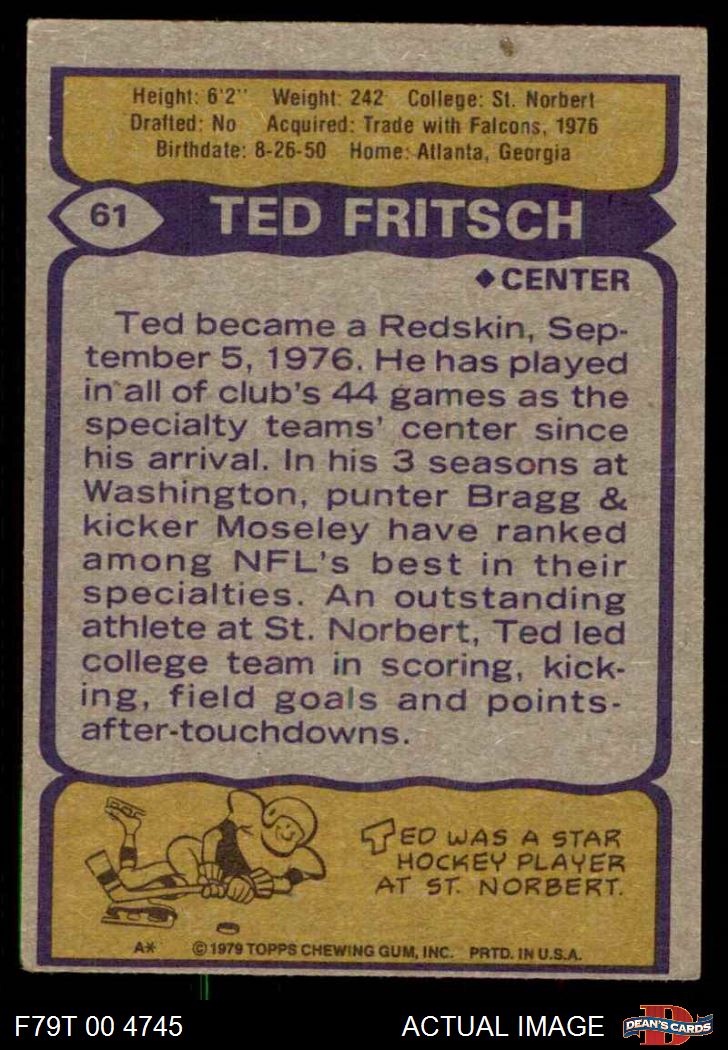 Height: 6'2" Weight: 242 College: St. Norbert
Drafted: No Acquired: Trade with Falcons, 1976
Birthdate: 8-26-50 Home: Atlanta, Georgia
61 TED FRITSCH
◆CENTER
Ted became a Redskin, Sep-
tember 5, 1976. He has played
in all of club's 44 games as the
specialty teams' center since
his arrival. In his 3 seasons at
Washington, punter Bragg &
kicker Moseley have ranked
among NFL's best in their
specialties. An outstanding
athlete at St. Norbert, Ted led
college team in scoring, kick-
ing, field goals and points-
after-touchdowns.
TED WAS A STAR
HOCKEY PLAYER
AT ST. NORBERT.
A* © 1979 TOPPS CHEWING GUM, INC. PRTD. IN U.S.A.
F79T 00 4745 ACTUAL IMAGE D DEAN'S CARDS